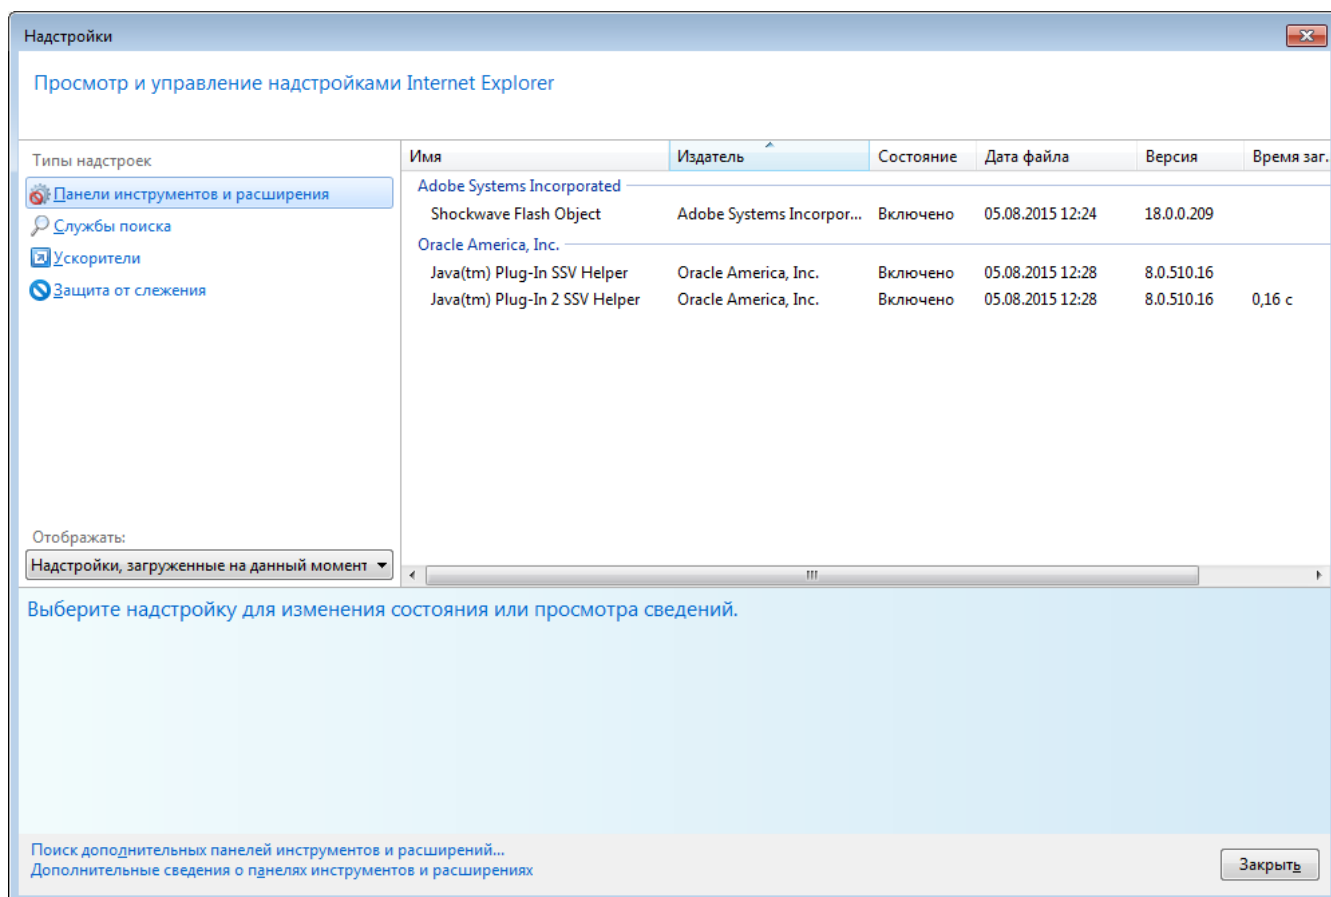 Надстройки
Просмотр и управление надстройками Internet Explorer
Типы надстроек
Панели инструментов и расширения
Службы поиска
Ускорители
Защита от слежения
Отображать:
Надстройки, загруженные на данный момент
Имя Издатель Состояние Дата файла Версия Время заг.
Adobe Systems Incorporated
Shockwave Flash Object Adobe Systems Incorpor... Включено 05.08.2015 12:24 18.0.0.209
Oracle America, Inc.
Java(tm) Plug-In SSV Helper Oracle America, Inc. Включено 05.08.2015 12:28 8.0.510.16
Java(tm) Plug-In 2 SSV Helper Oracle America, Inc. Включено 05.08.2015 12:28 8.0.510.16 0,16 с
Выберите надстройку для изменения состояния или просмотра сведений.
Поиск дополнительных панелей инструментов и расширений...
Дополнительные сведения о панелях инструментов и расширениях
Закрыть